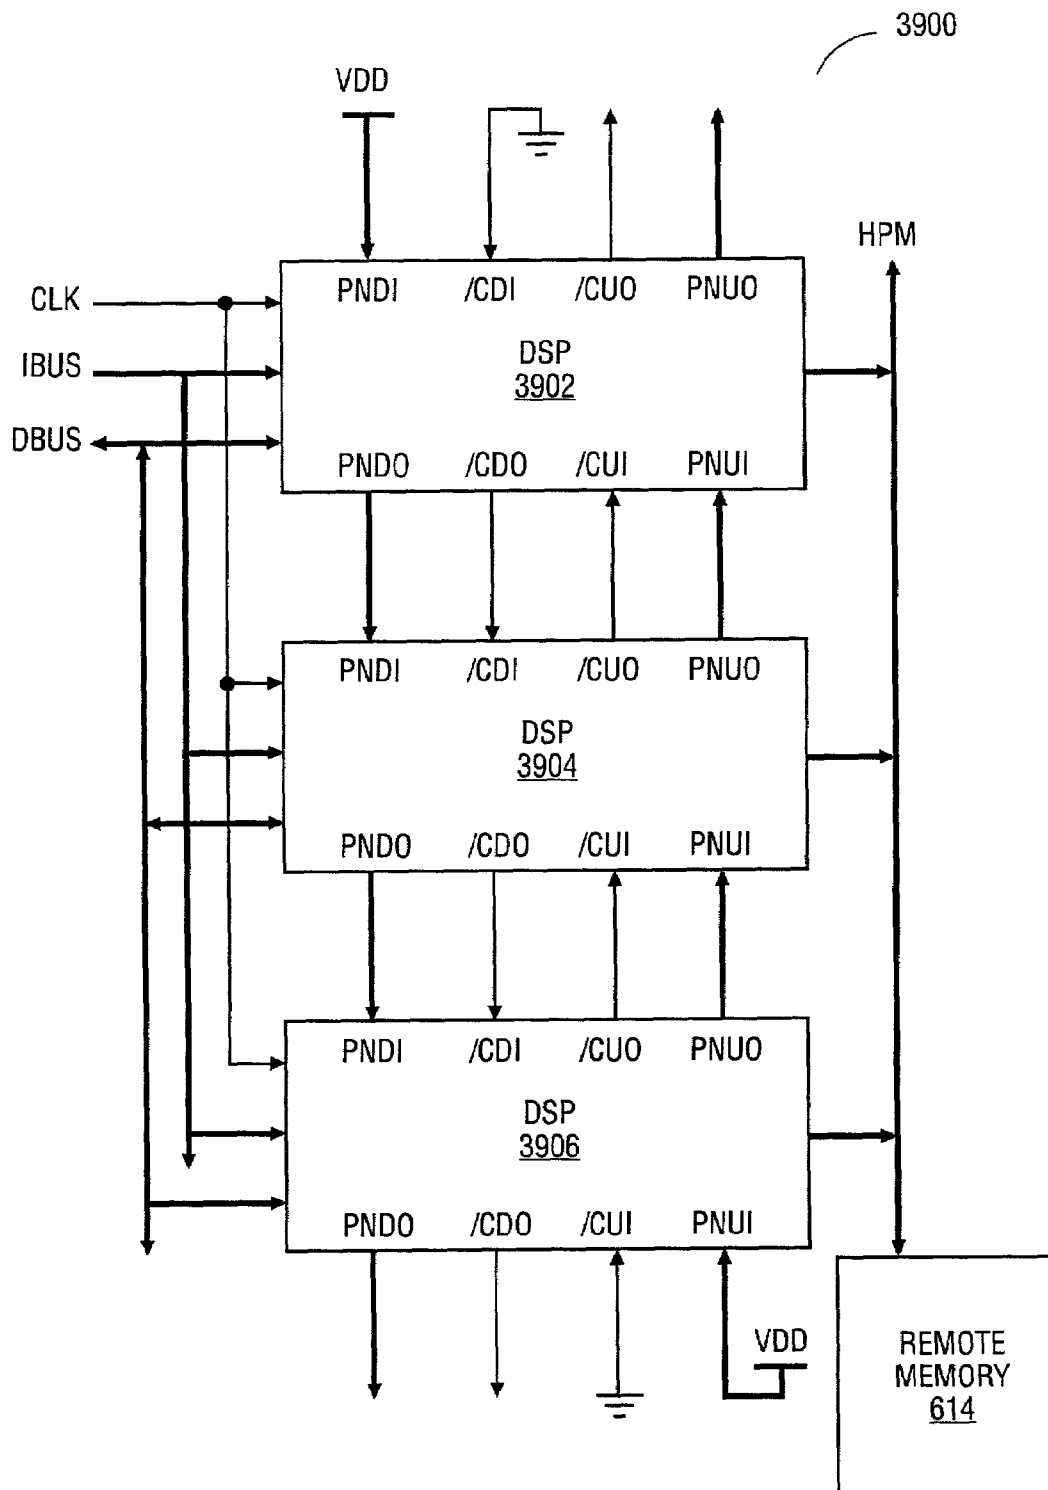 3900
VDD
HPM
CLK
IBUS
DBUS
PNDI /CDI /CUO PNUO
DSP
3902
PNDO /CDO /CUI PNUI
PNDI /CDI /CUO PNUO
DSP
3904
PNDO /CDO /CUI PNUI
PNDI /CDI /CUO PNUO
DSP
3906
PNDO /CDO /CUI PNUI
VDD
REMOTE
MEMORY
614